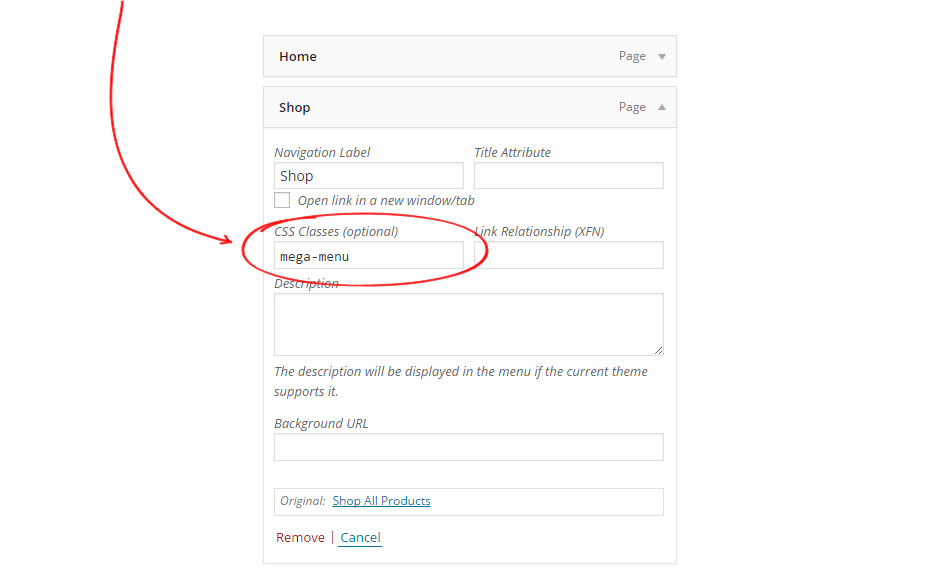 Home Page
Shop Page
Navigation Label Title Attribute
Shop
Open link in a new window/tab
CSS Classes (optional) Link Relationship (XFN)
mega-menu
Description
The description will be displayed in the menu if the current theme
supports it.
Background URL
Original: Shop All Products
Remove | Cancel